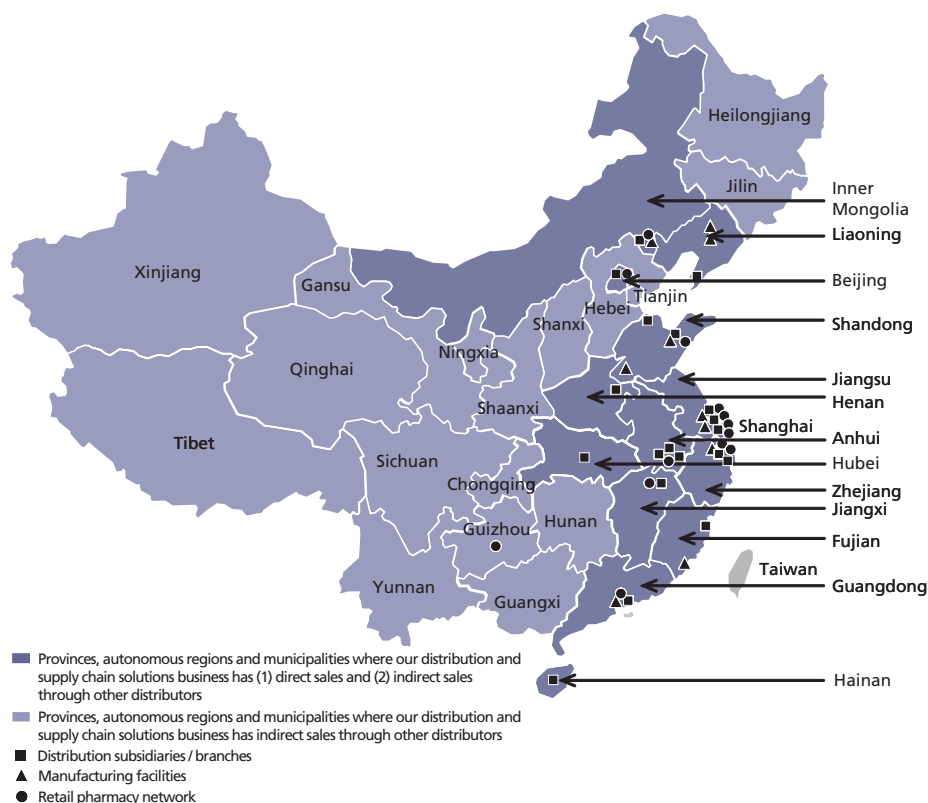 Heilongjiang
Jilin
Inner
Mongolia
Liaoning
Xinjiang
Gansu
Beijing
Tianjin
Hebei
Shanxi
Shandong
Ningxia
Qinghai
Jiangsu
Henan
Shaanxi
Shanghai
Tibet
Anhui
Sichuan
Hubei
Chongqing
Zhejiang
Jiangxi
Hunan
Guizhou
Fujian
Taiwan
Yunnan
Guangxi
Guangdong
Hainan
Provinces, autonomous regions and municipalities where our distribution and
supply chain solutions business has (1) direct sales and (2) indirect sales
through other distributors
Provinces, autonomous regions and municipalities where our distribution and
supply chain solutions business has indirect sales through other distributors
Distribution subsidiaries / branches
Manufacturing facilities
Retail pharmacy network